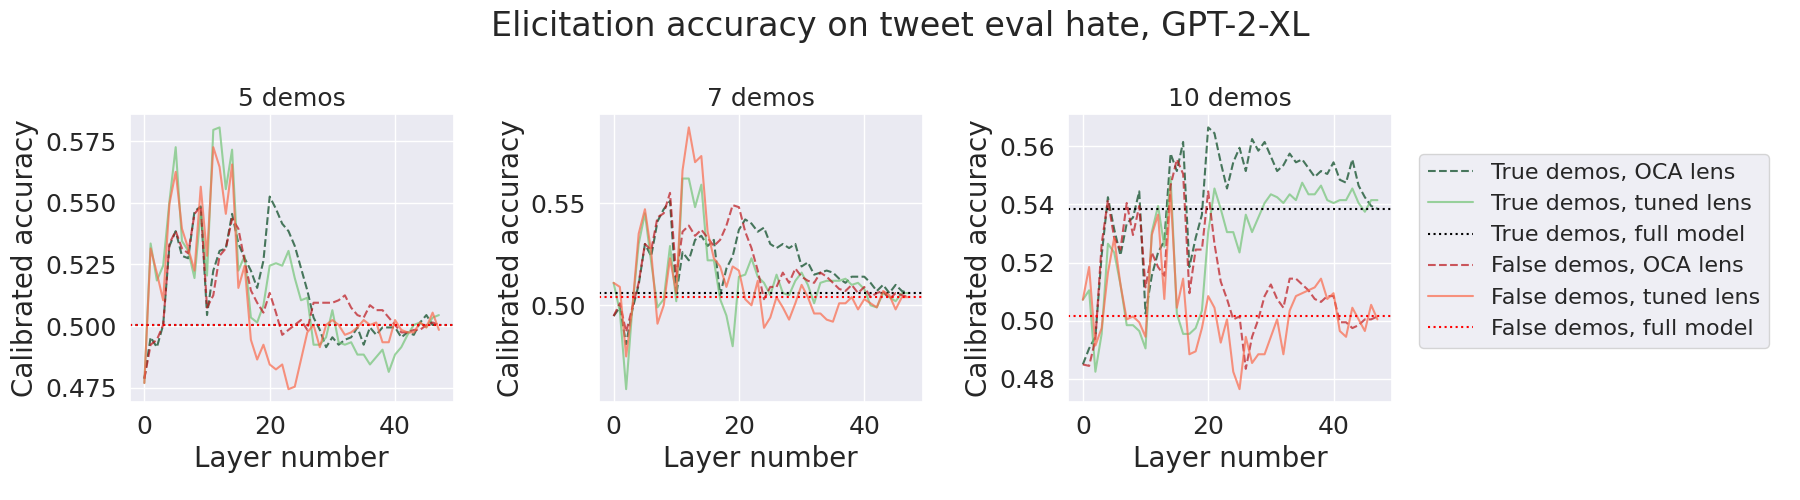 Elicitation accuracy on tweet eval hate, GPT-2-XL
5 demos
Calibrated accuracy
0.575
0.550
0.525
0.500
0.475
0
20
40
Layer number
7 demos
Calibrated accuracy
0.55
0.50
0
20
40
Layer number
10 demos
Calibrated accuracy
0.56
0.54
0.52
0.50
0.48
0
20
40
Layer number
True demos, OCA lens
True demos, tuned lens
True demos, full model
False demos, OCA lens
False demos, tuned lens
False demos, full model